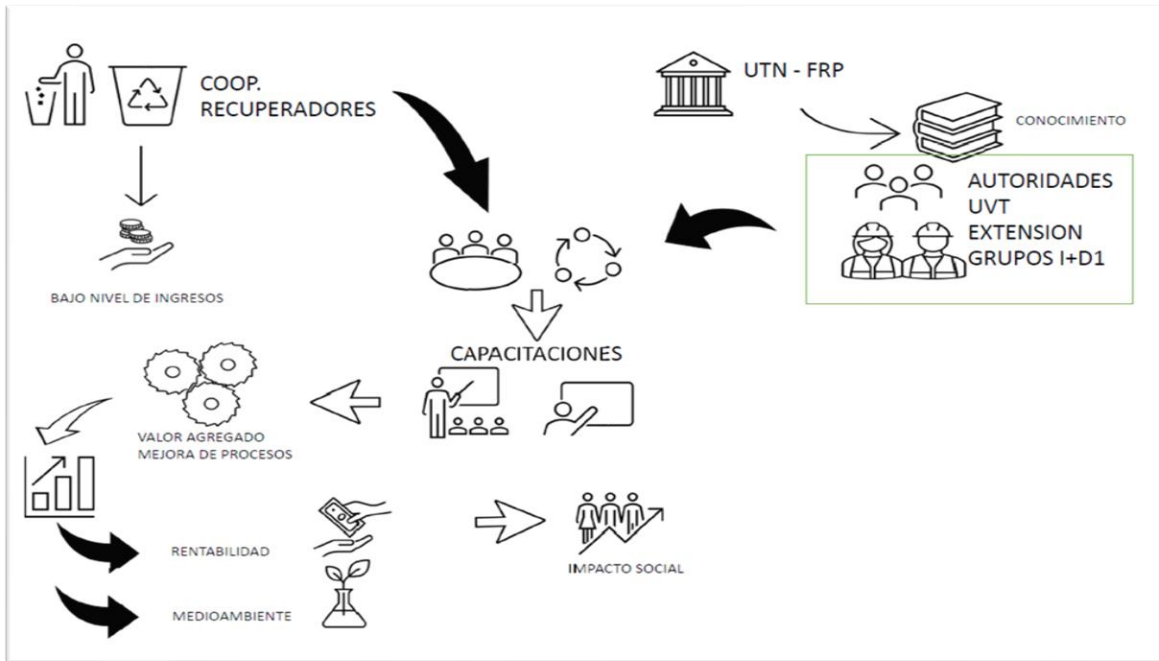 COOP.
RECUPERADORES
UTN - FRP
CONOCIMIENTO
AUTORIDADES
UVT
EXTENSION
GRUPOS I+D1
BAJO NIVEL DE INGRESOS
CAPACITACIONES
VALOR AGREGADO
MEJORA DE PROCESOS
RENTABILIDAD
IMPACTO SOCIAL
MEDIOAMBIENTE